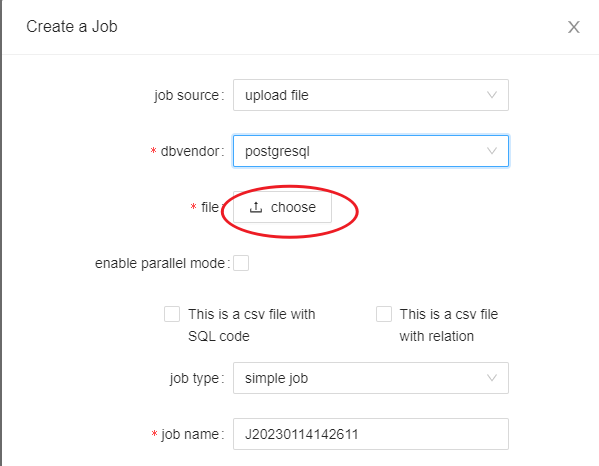 Create a Job
job source: upload file
* dbvendor: postgresql
* file: choose
enable parallel mode:
This is a csv file with This is a csv file
SQL code with relation
job type: simple job
* job name: J20230114142611